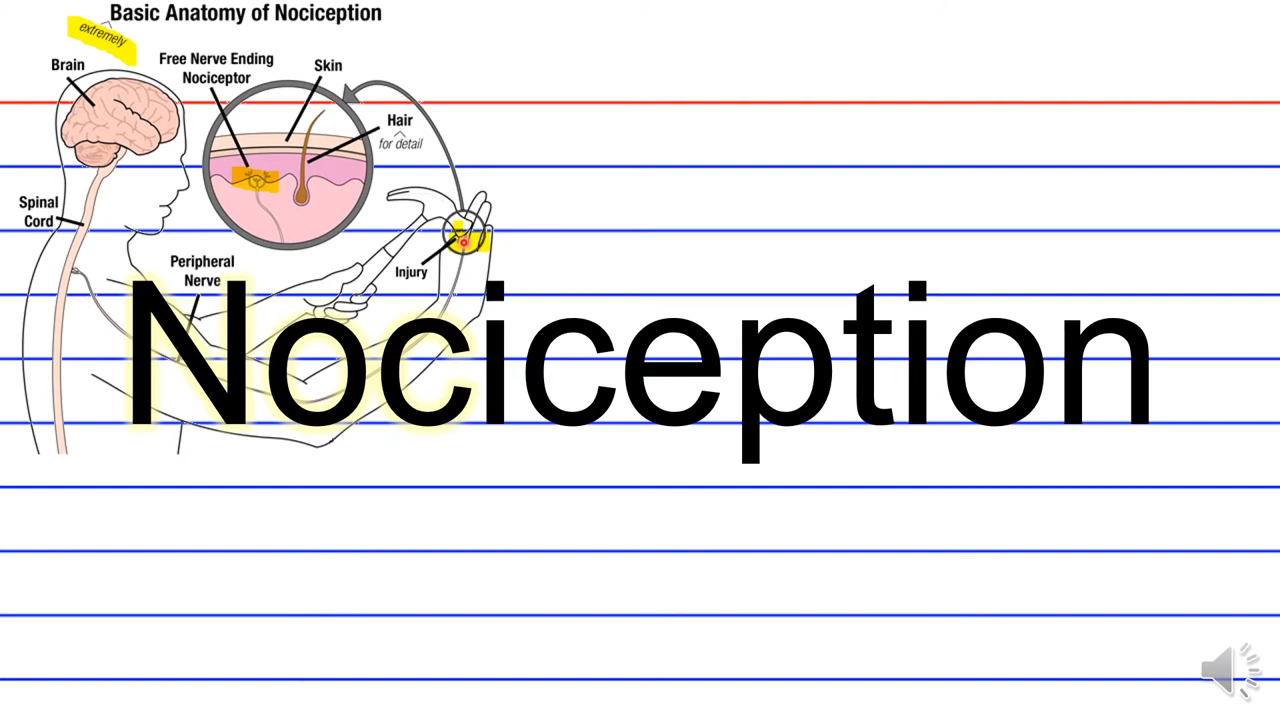 Basic Anatomy of Nociception
extremely
Brain
Free Nerve Ending
Nociceptor
Skin
Hair
for detail
Spinal
Cord
Injury
Peripheral
Nerve
Nociception